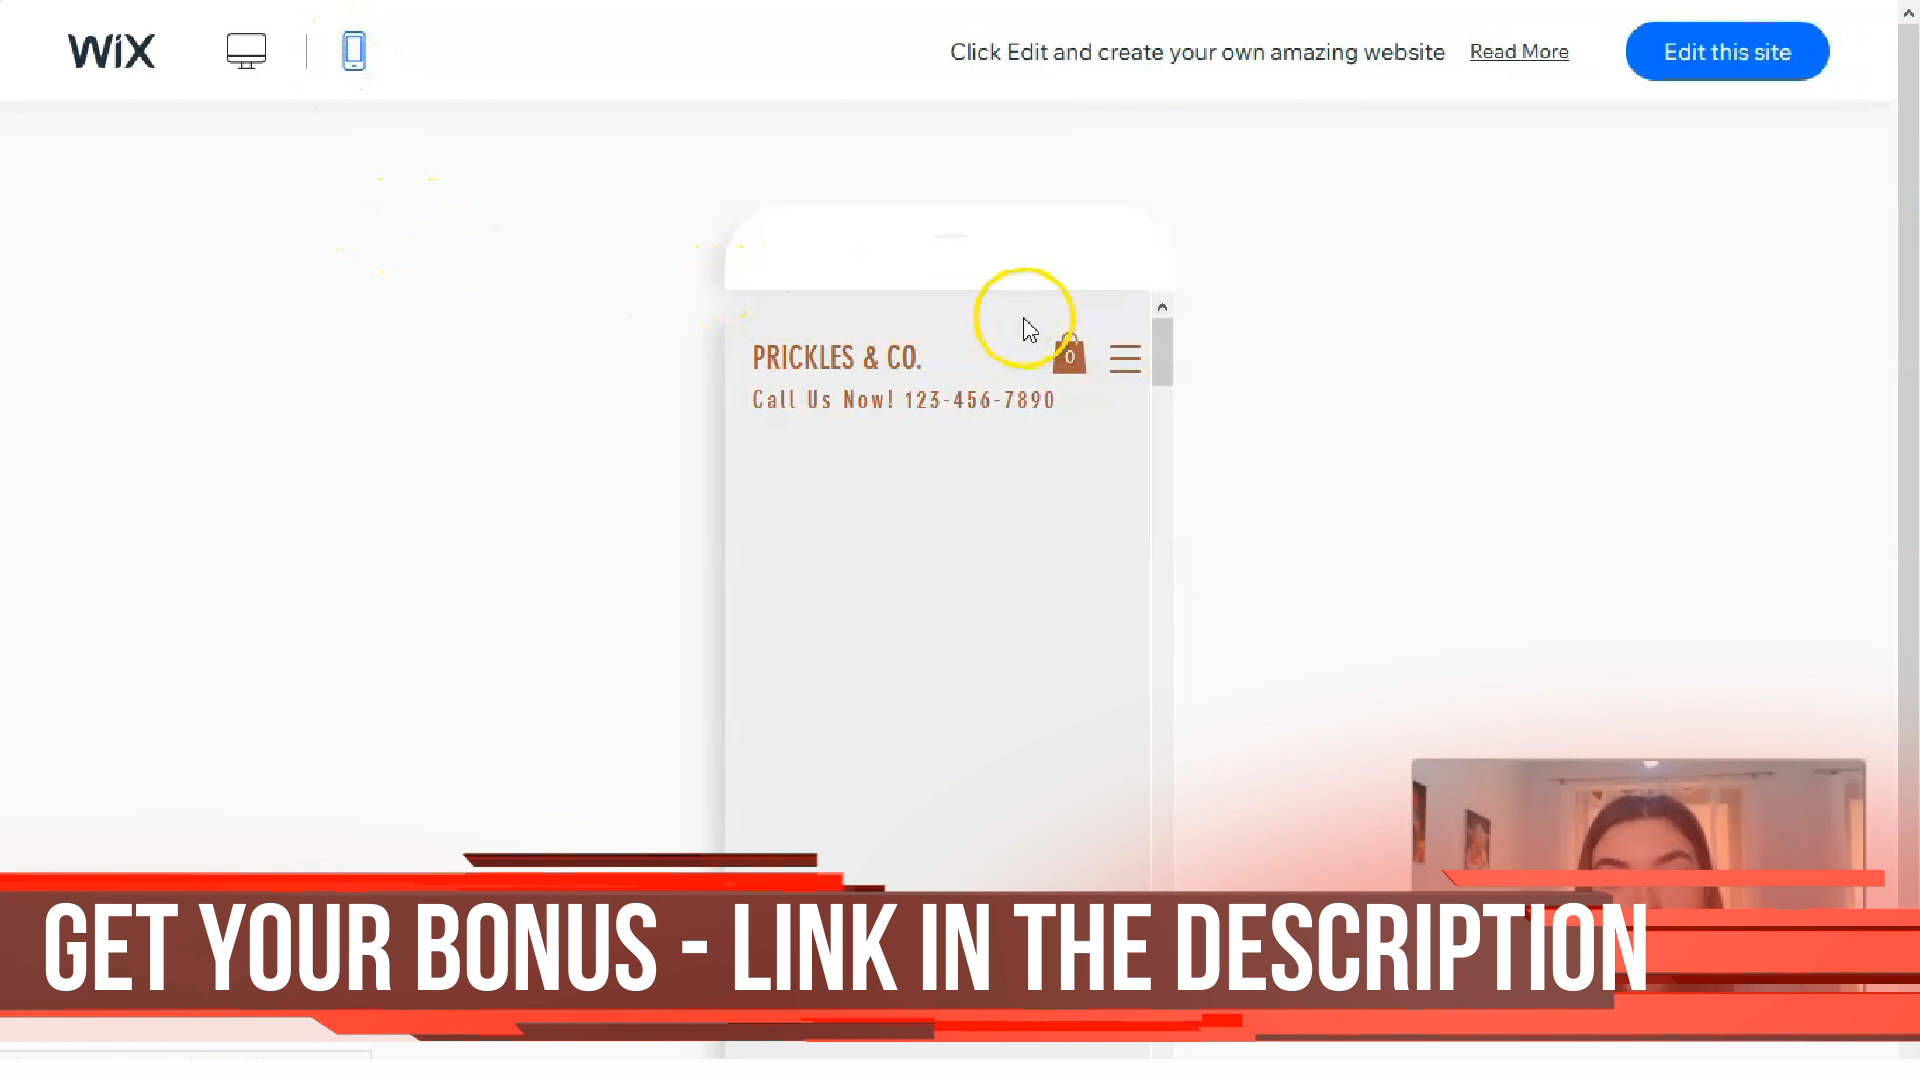 WiX
Click Edit and create your own amazing website Read More Edit this site
PRICKLES & CO. 0
Call Us Now! 123-456-7890
GET YOUR BONUS - LINK IN THE DESCRIPTION